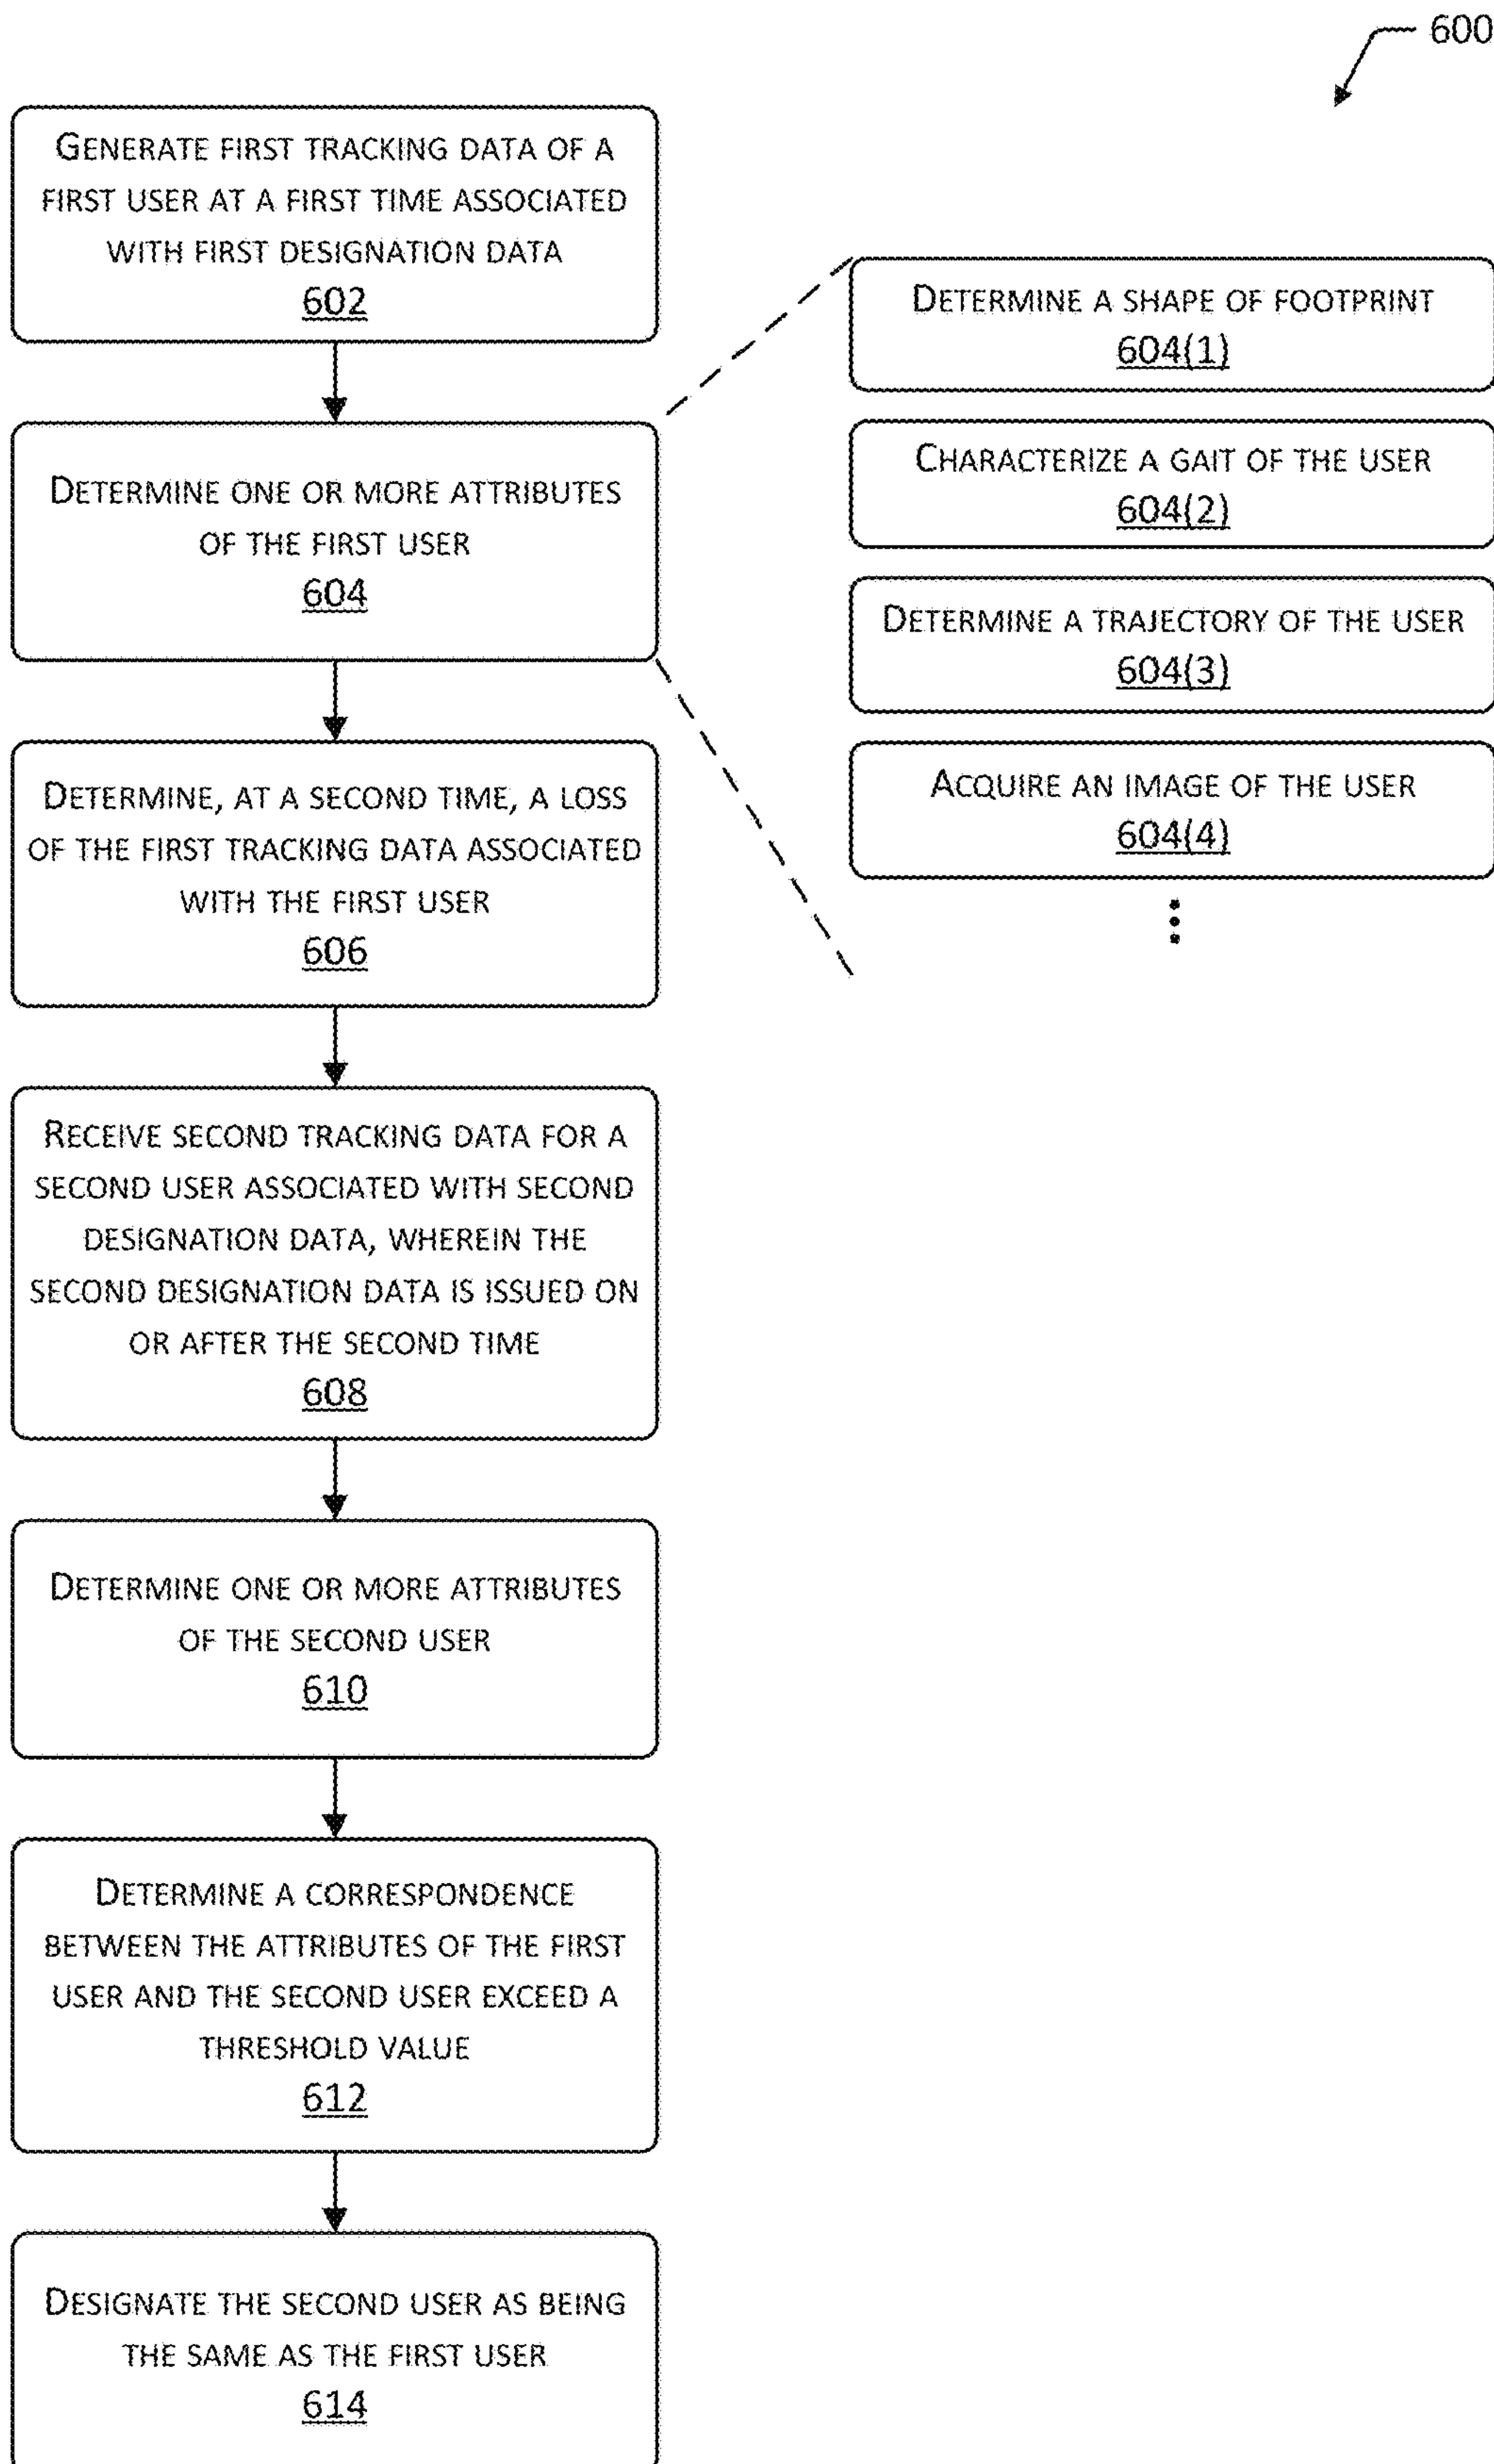 600
GENERATE FIRST TRACKING DATA OF A
FIRST USER AT A FIRST TIME ASSOCIATED
WITH FIRST DESIGNATION DATA
602
DETERMINE ONE OR MORE ATTRIBUTES
OF THE FIRST USER
604
DETERMINE A SHAPE OF FOOTPRINT
604(1)
CHARACTERIZE A GAIT OF THE USER
604(2)
DETERMINE A TRAJECTORY OF THE USER
604(3)
ACQUIRE AN IMAGE OF THE USER
604(4)
DETERMINE, AT A SECOND TIME, A LOSS
OF THE FIRST TRACKING DATA ASSOCIATED
WITH THE FIRST USER
606
RECEIVE SECOND TRACKING DATA FOR A
SECOND USER ASSOCIATED WITH SECOND
DESIGNATION DATA, WHEREIN THE
SECOND DESIGNATION DATA IS ISSUED ON
OR AFTER THE SECOND TIME
608
DETERMINE ONE OR MORE ATTRIBUTES
OF THE SECOND USER
610
DETERMINE A CORRESPONDENCE
BETWEEN THE ATTRIBUTES OF THE FIRST
USER AND THE SECOND USER EXCEED A
THRESHOLD VALUE
612
DESIGNATE THE SECOND USER AS BEING
THE SAME AS THE FIRST USER
614